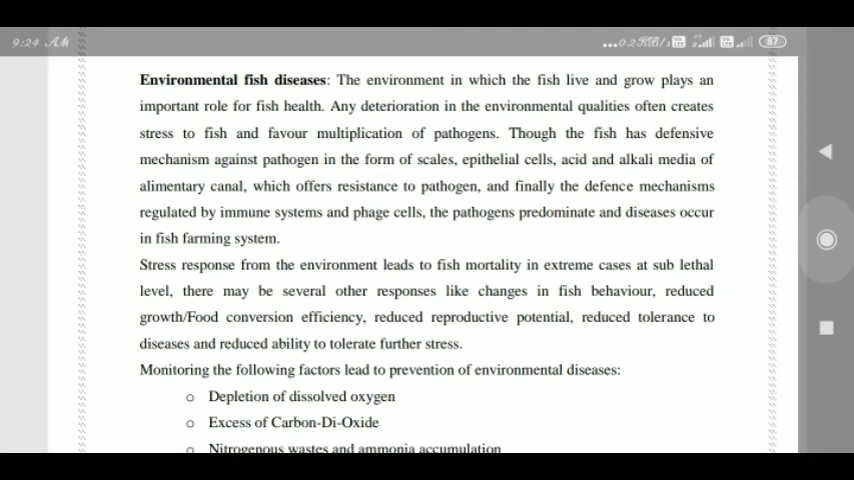 9:24 AM
...0.2KB/s 87
Environmental fish diseases: The environment in which the fish live and grow plays an
important role for fish health. Any deterioration in the environmental qualities often creates
stress to fish and favour multiplication of pathogens. Though the fish has defensive
mechanism against pathogen in the form of scales, epithelial cells, acid and alkali media of
alimentary canal, which offers resistance to pathogen, and finally the defence mechanisms
regulated by immune systems and phage cells, the pathogens predominate and diseases occur
in fish farming system.
Stress response from the environment leads to fish mortality in extreme cases at sub lethal
level, there may be several other responses like changes in fish behaviour, reduced
growth/Food conversion efficiency, reduced reproductive potential, reduced tolerance to
diseases and reduced ability to tolerate further stress.
Monitoring the following factors lead to prevention of environmental diseases:
o Depletion of dissolved oxygen
o Excess of Carbon-Di-Oxide
o Nitrogenous wastes and ammonia accumulation